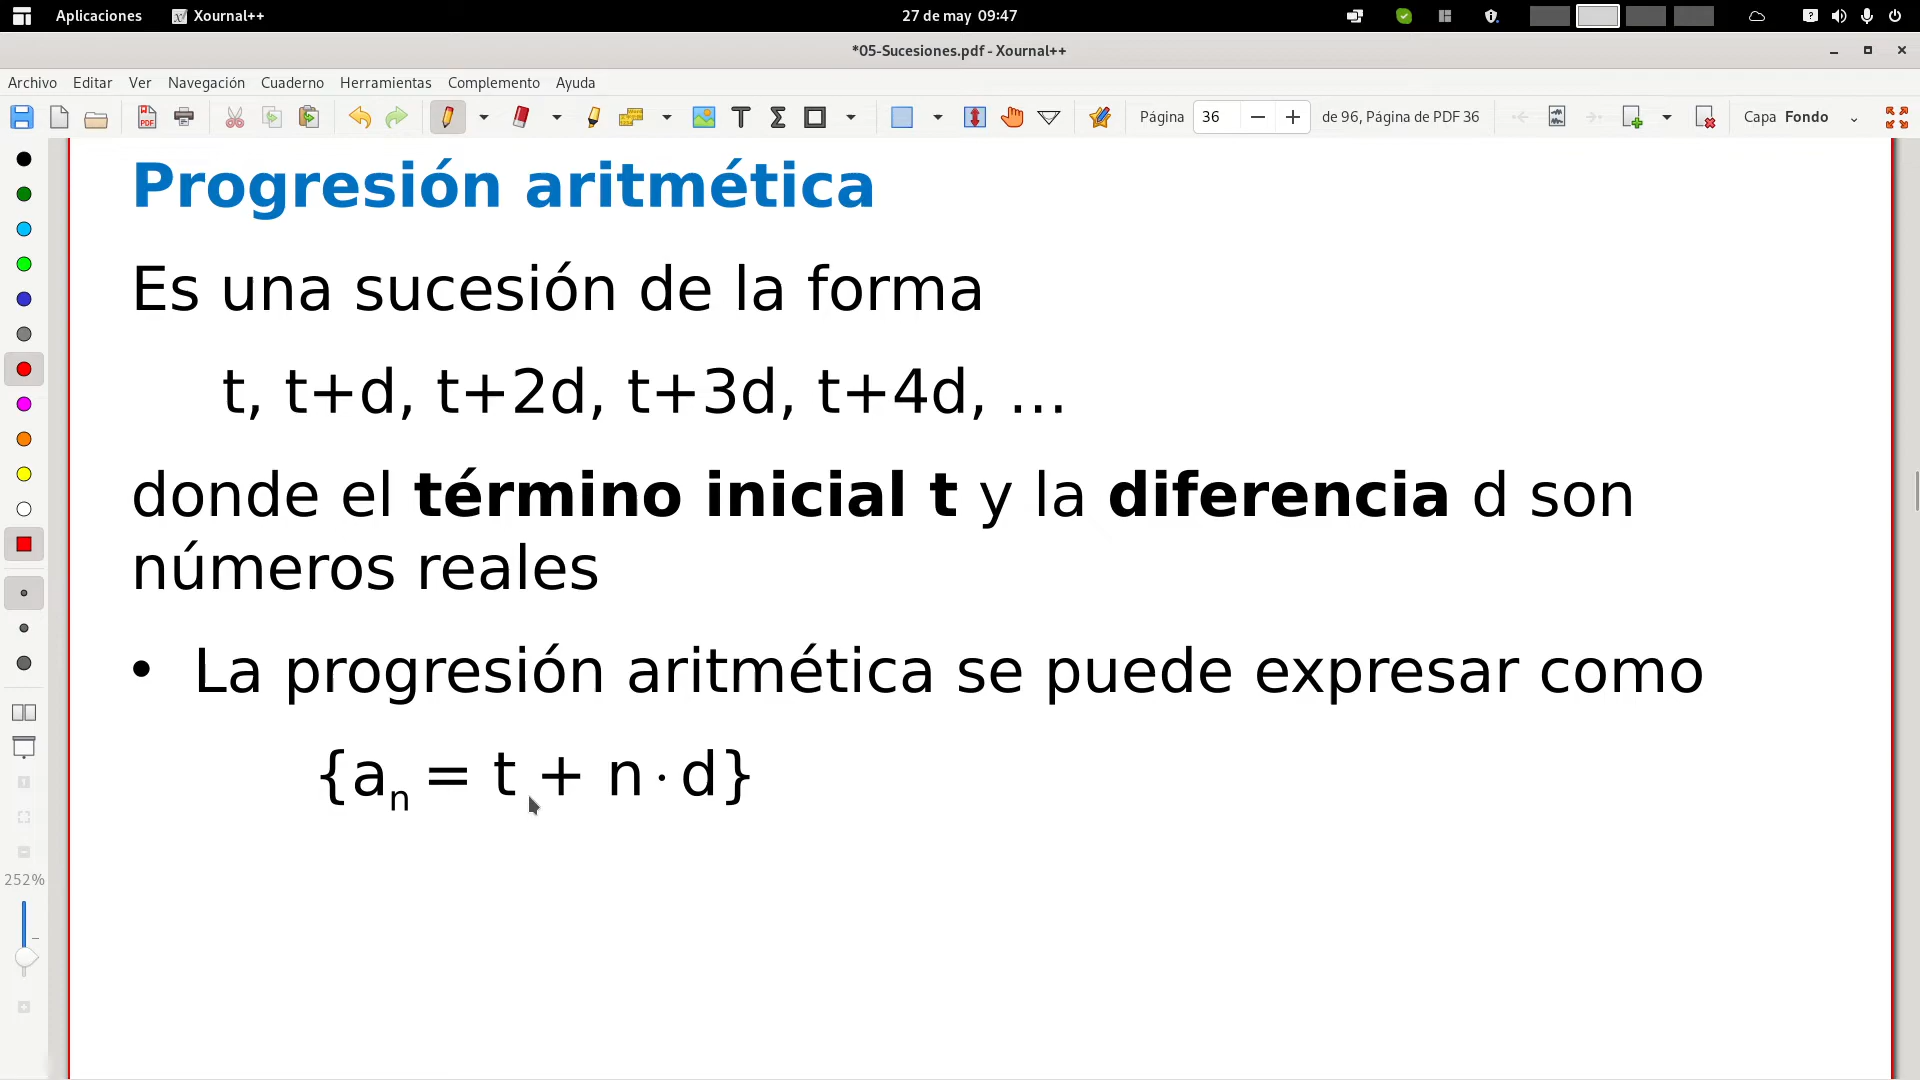 Aplicaciones Xournal++ 27 de may 09:47
*05-Sucesiones.pdf - Xournal++
Archivo Editar Ver Navegación Cuaderno Herramientas Complemento Ayuda
Página 36 de 96, Página de PDF 36 Capa Fondo
Progresión aritmética
Es una sucesión de la forma
t, t+d, t+2d, t+3d, t+4d, ...
donde el término inicial t y la diferencia d son
números reales
• La progresión aritmética se puede expresar como
{aₙ = t + n · d}
252%